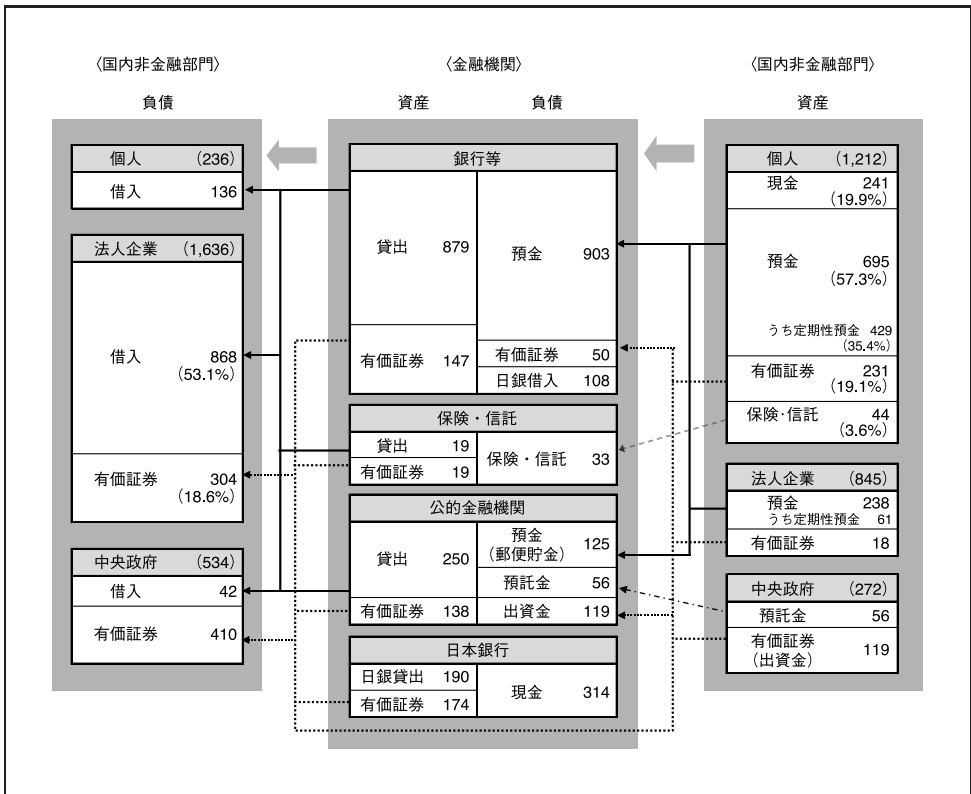 〈国内非金融部門〉
負債
個人 (236)
借入 136
法人企業 (1,636)
借入 868
(53.1%)
有価証券 304
(18.6%)
中央政府 (534)
借入 42
有価証券 410
〈金融機関〉
資産 負債
銀行等
貸出 879
有価証券 147
預金 903
有価証券 50
日銀借入 108
保険・信託
貸出 19
有価証券 19
保険・信託 33
公的金融機関
貸出 250
有価証券 138
預金
(郵便貯金) 125
預託金 56
出資金 119
日本銀行
日銀貸出 190
有価証券 174
現金 314
〈国内非金融部門〉
資産
個人 (1,212)
現金 241
(19.9%)
預金 695
(57.3%)
うち定期性預金 429
(35.4%)
有価証券 231
(19.1%)
保険・信託 44
(3.6%)
法人企業 (845)
預金 238
うち定期性預金 61
有価証券 18
中央政府 (272)
預託金 56
有価証券
(出資金) 119